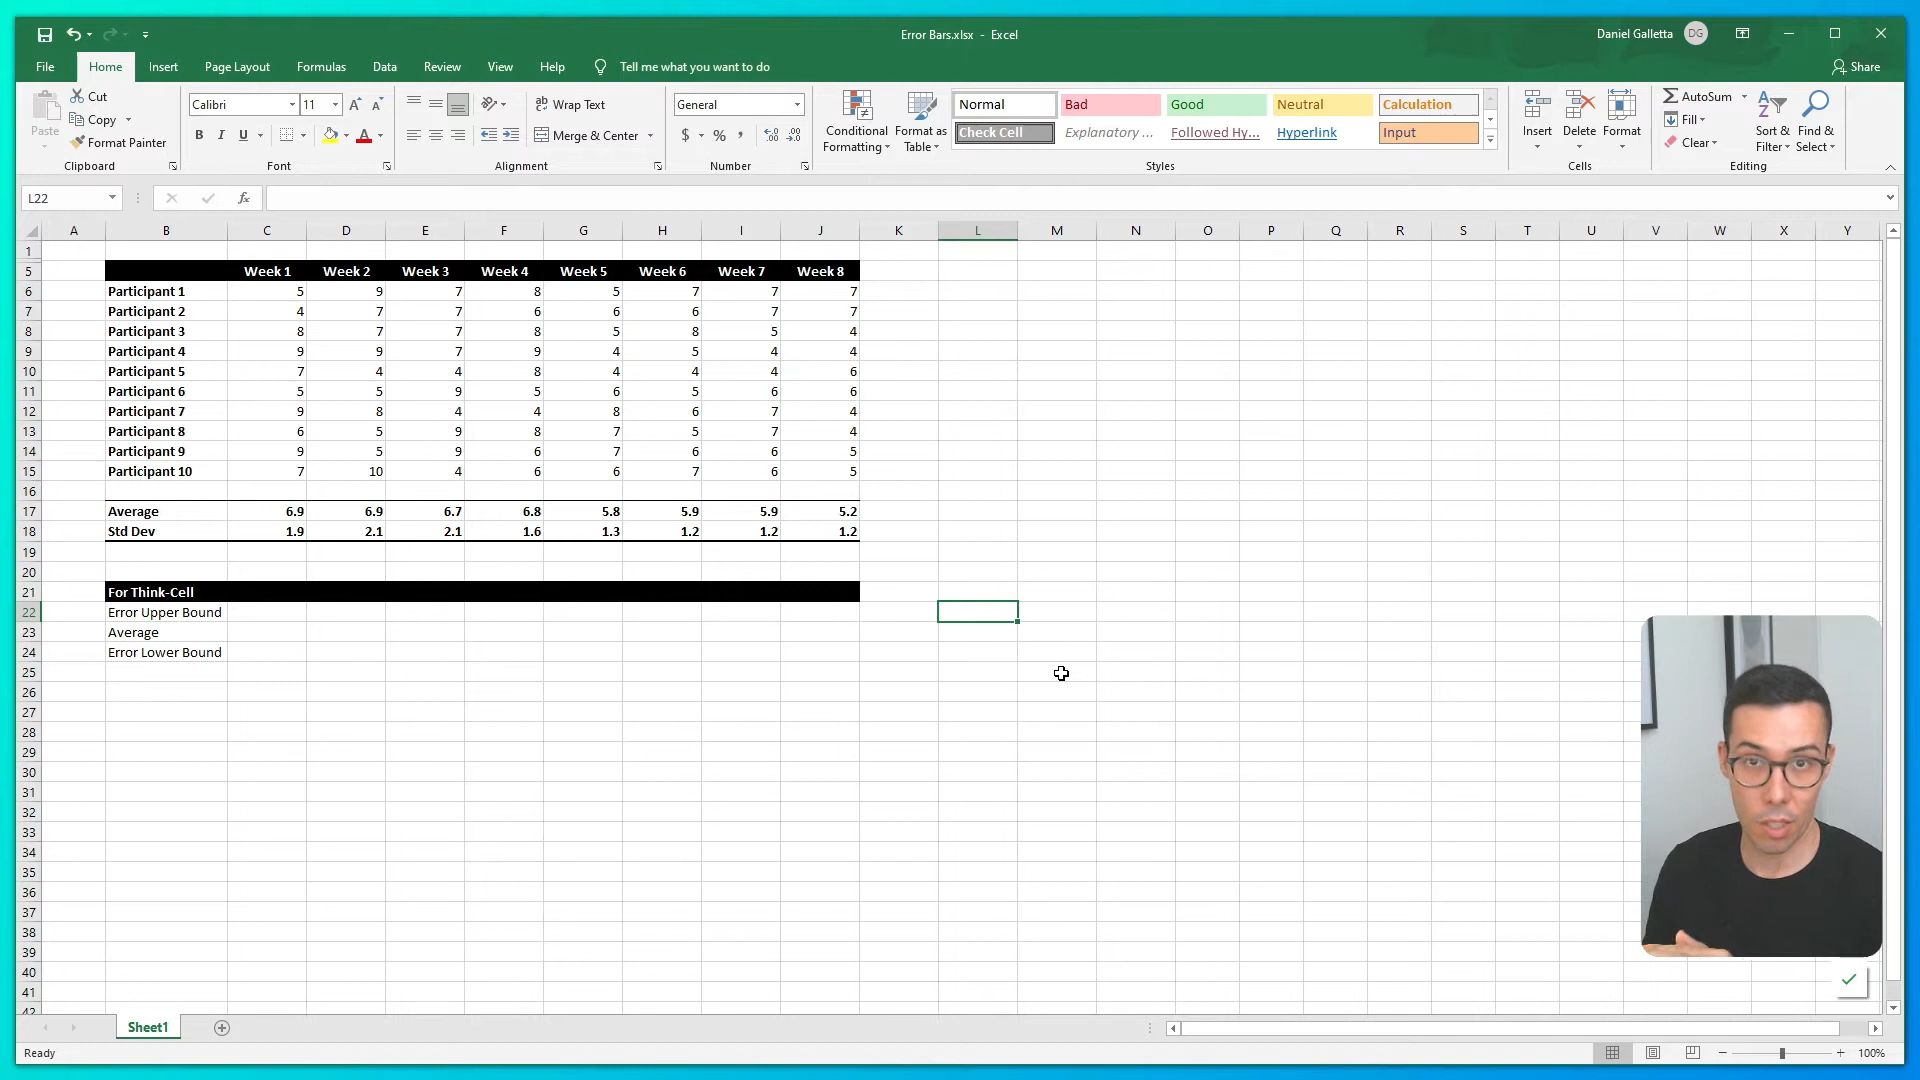 Error Bars.xlsx - Excel
Daniel Galletta DG
File Home Insert Page Layout Formulas Data Review View Help Tell me what you want to do Share
Paste
Cut
Copy
Format Painter
Clipboard
Calibri 11
B I U
Font
Wrap Text
Merge & Center
Alignment
General
$ % ,
Number
Conditional Formatting
Format as Table
Normal Bad Good Neutral Calculation
Check Cell Explanatory ... Followed Hy... Hyperlink Input
Styles
Insert Delete Format
Cells
AutoSum
Fill
Clear
Sort & Filter
Find & Select
Editing
L22 fx
A B C D E F G H I J K L M N O P Q R S T U V W X Y
1
5 Week 1 Week 2 Week 3 Week 4 Week 5 Week 6 Week 7 Week 8
6 Participant 1 5 9 7 8 5 7 7 7
7 Participant 2 4 7 7 6 6 6 7 7
8 Participant 3 8 7 7 8 5 8 5 4
9 Participant 4 9 9 7 9 4 5 4 4
10 Participant 5 7 4 4 8 4 4 4 6
11 Participant 6 5 5 9 5 6 5 6 6
12 Participant 7 9 8 4 4 8 6 7 4
13 Participant 8 6 5 9 8 7 5 7 4
14 Participant 9 9 5 9 6 7 6 6 5
15 Participant 10 7 10 4 6 6 7 6 5
16
17 Average 6.9 6.9 6.7 6.8 5.8 5.9 5.9 5.2
18 Std Dev 1.9 2.1 2.1 1.6 1.3 1.2 1.2 1.2
19
20
21 For Think-Cell
22 Error Upper Bound
23 Average
24 Error Lower Bound
25
26
27
28
29
30
31
32
33
34
35
36
37
38
39
40
41
42
Sheet1
Ready 100%